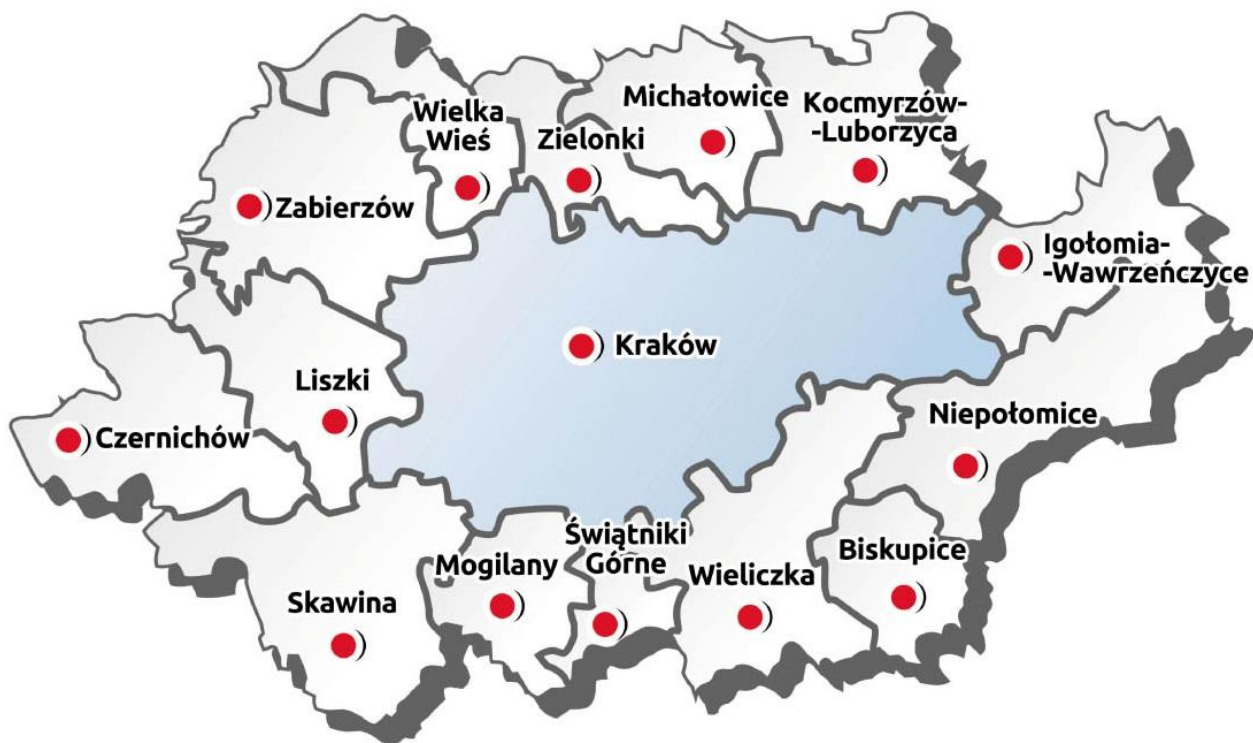 Michałowice
Kocmyrzów-
-Luborzyca
Wielka
Wieś
Zielonki
Zabierzów
Igołomia-
-Wawrzeńczyce
Kraków
Liszki
Niepołomice
Czernichów
Świątniki
Górne
Biskupice
Mogilany
Wieliczka
Skawina